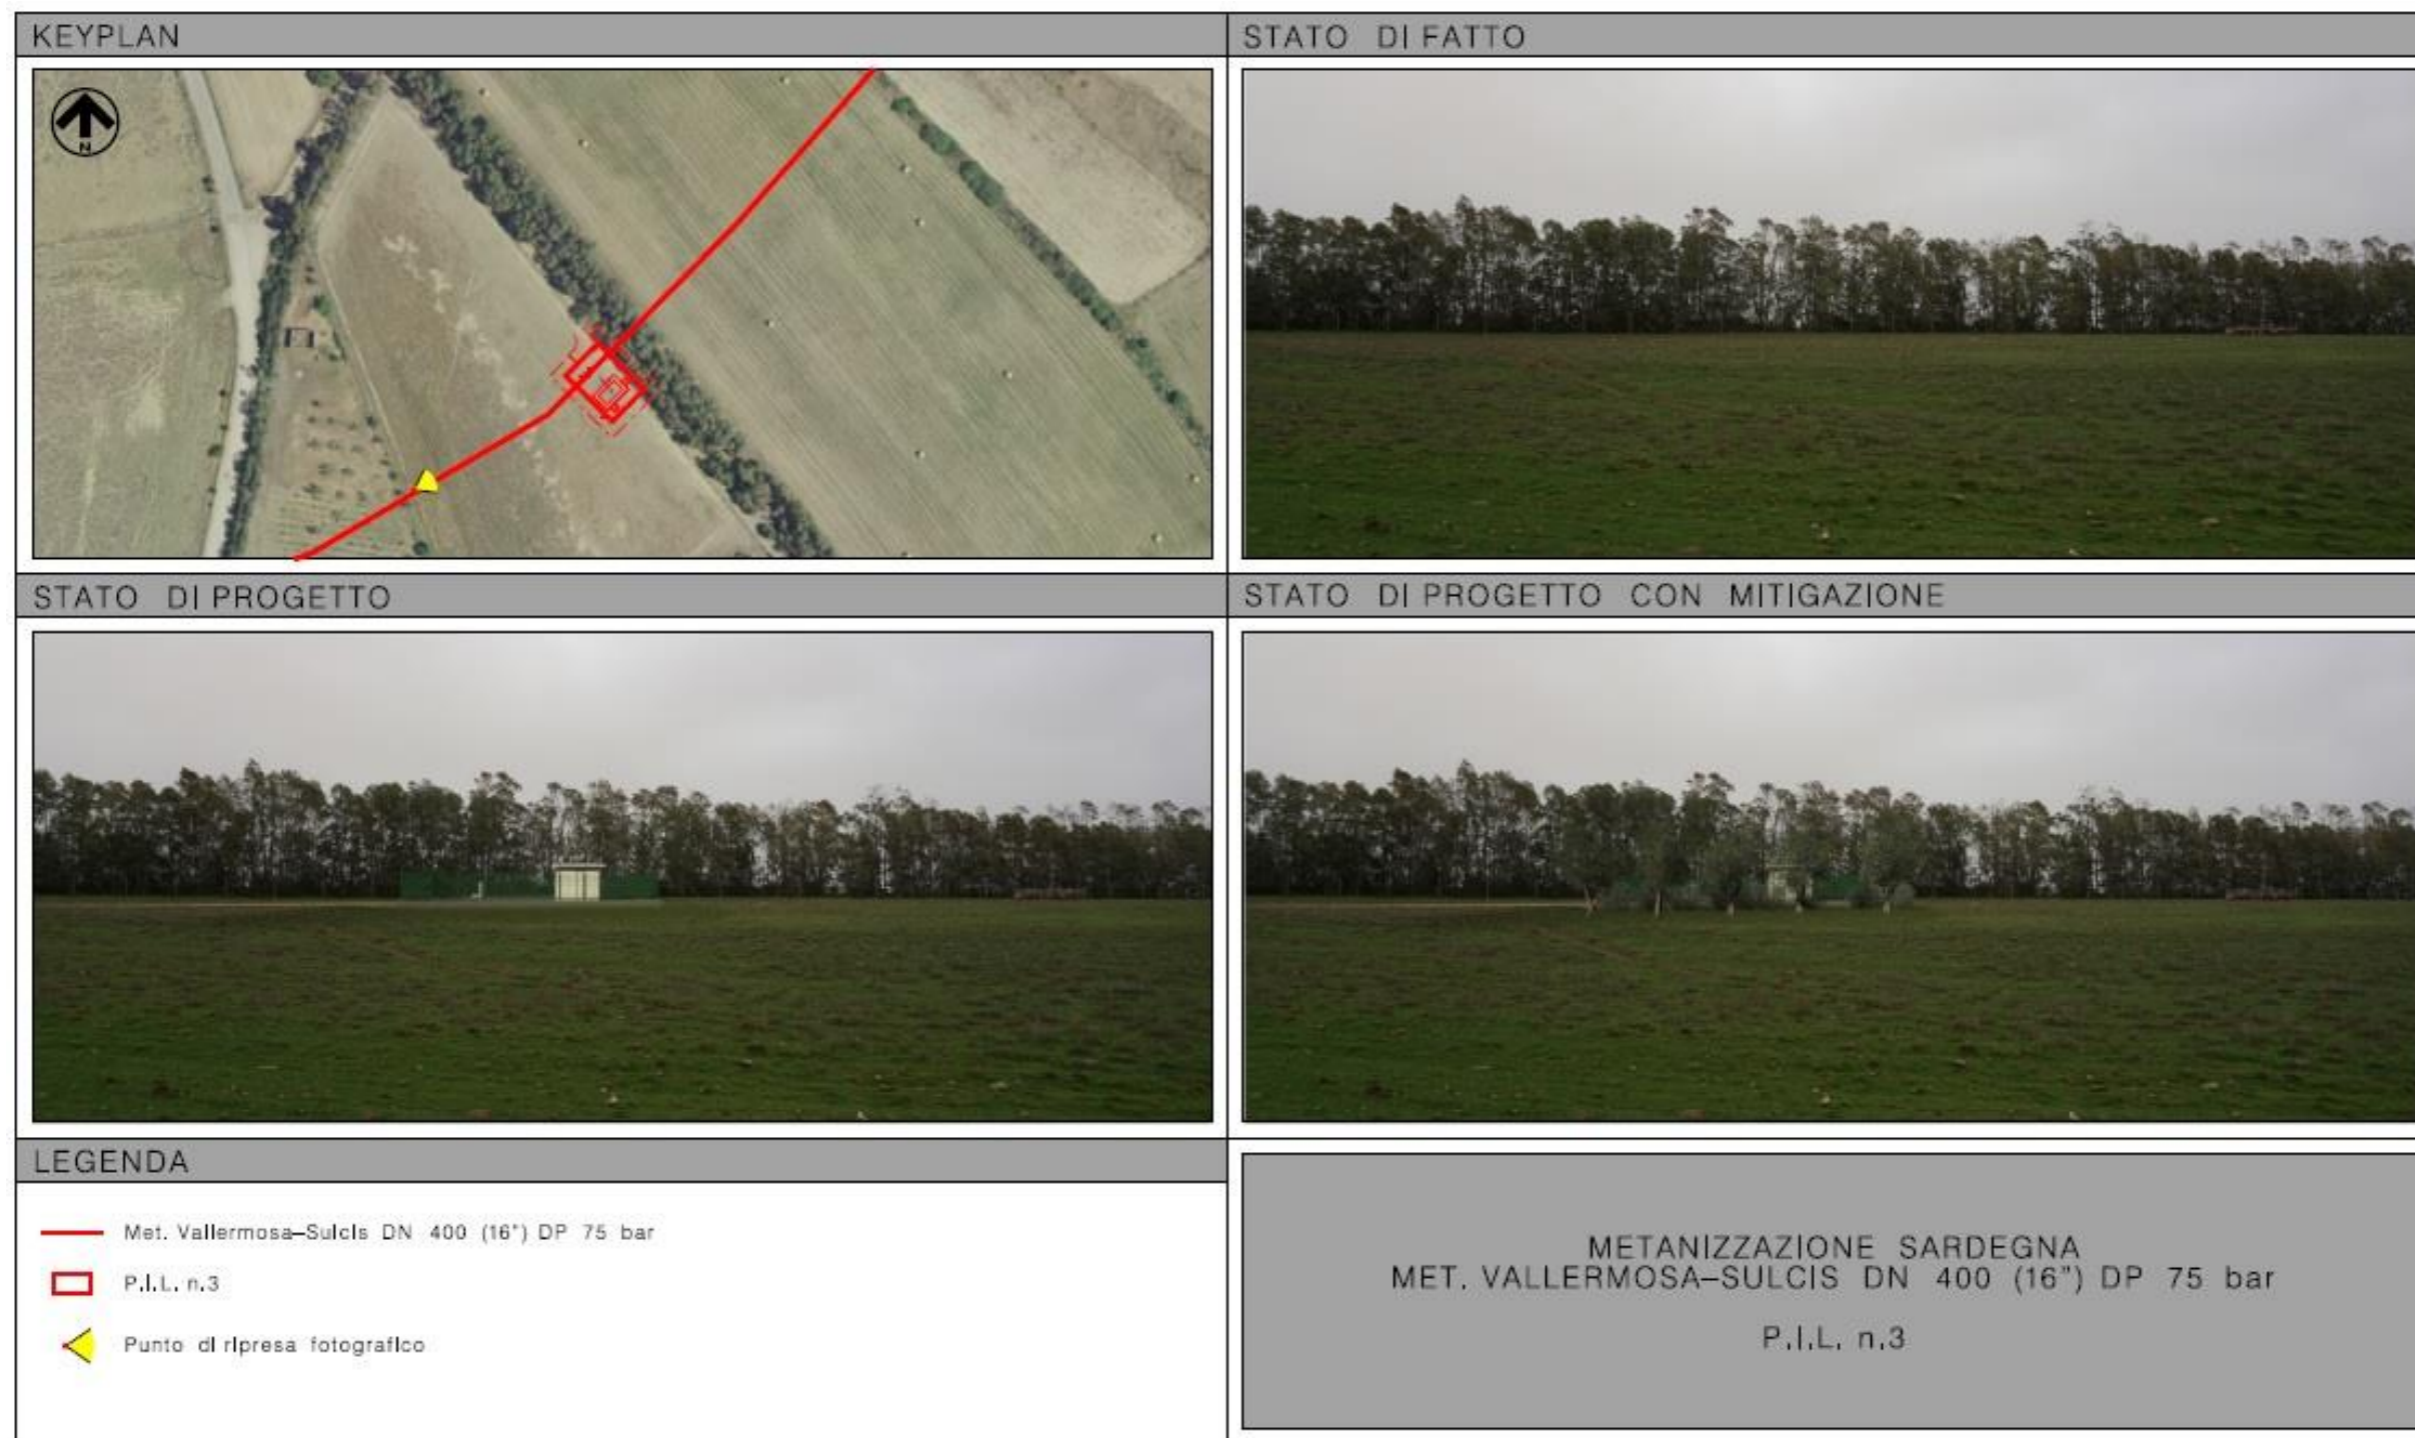 KEYPLAN
STATO DI FATTO
N
STATO DI PROGETTO
STATO DI PROGETTO CON MITIGAZIONE
LEGENDA
Met. Vallermosa–Sulcis DN 400 (16") DP 75 bar
P.I.L. n.3
Punto di ripresa fotografico
METANIZZAZIONE SARDEGNA
MET. VALLERMOSA–SULCIS DN 400 (16") DP 75 bar
P.I.L. n.3